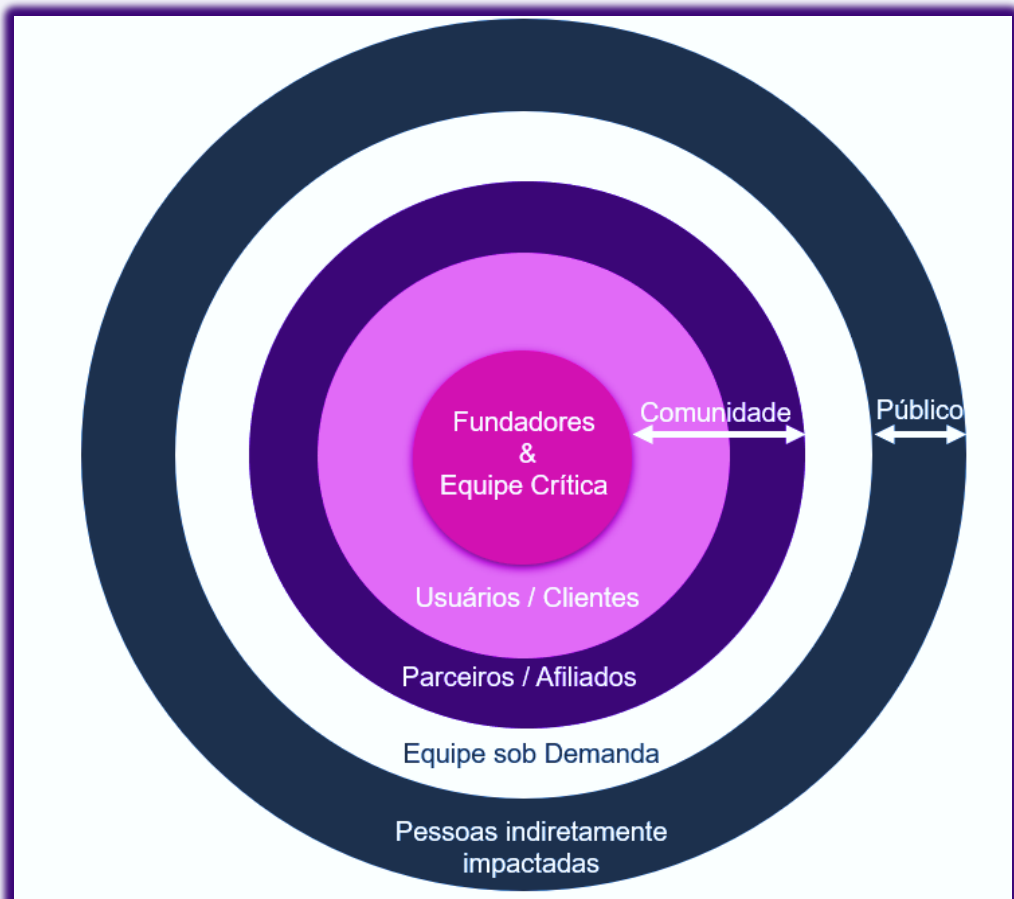 Fundadores
&
Equipe Crítica
Comunidade
Público
Usuários / Clientes
Parceiros / Afiliados
Equipe sob Demanda
Pessoas indiretamente
impactadas